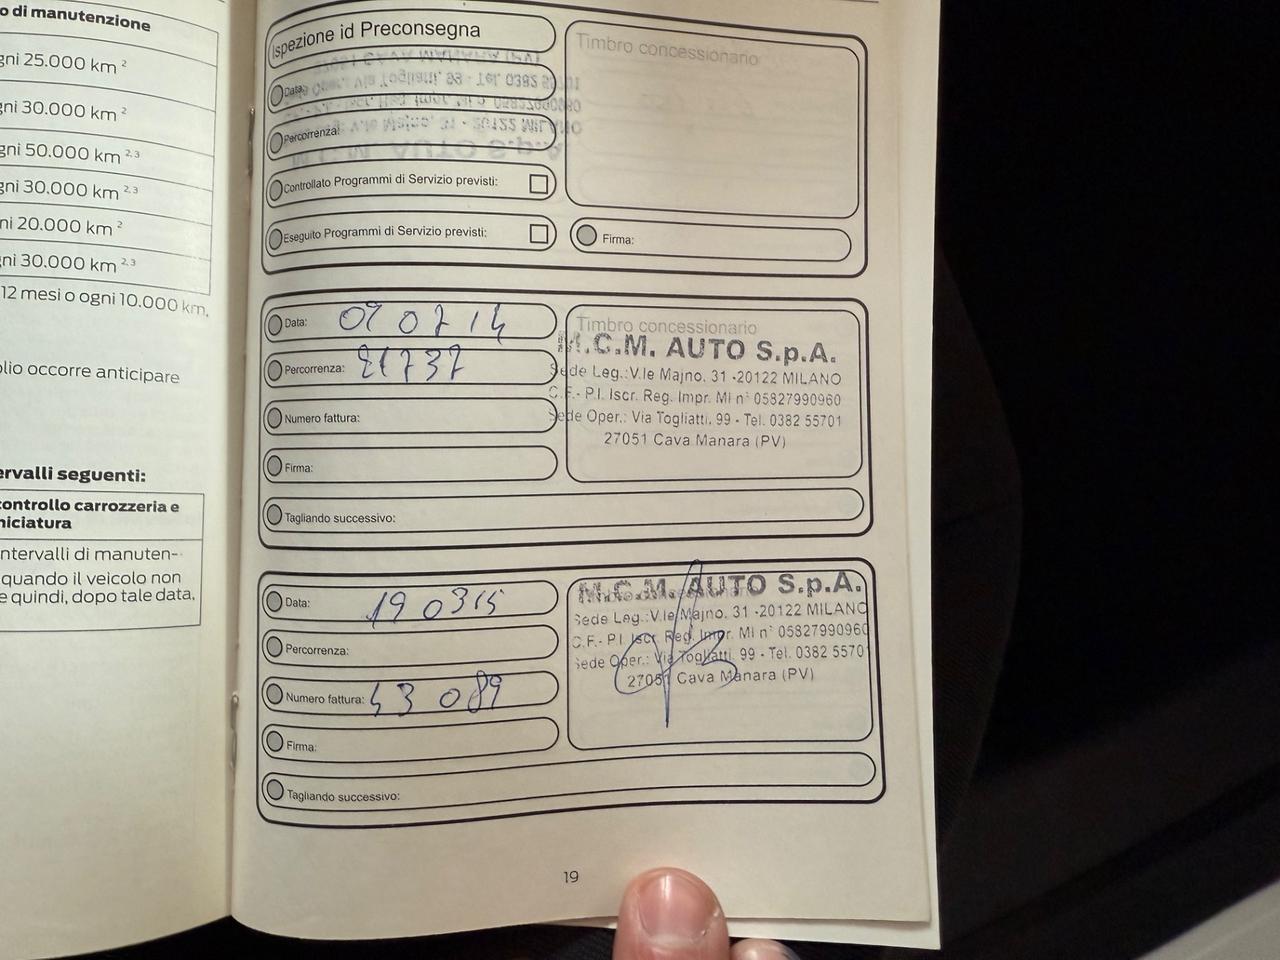 o di manutenzione
gni 25.000 km ²
gni 30.000 km ²
gni 50.000 km ²,³
gni 30.000 km ²,³
ni 20.000 km ²
gni 30.000 km ²,³
12 mesi o ogni 10.000 km,
olio occorre anticipare
ervalli seguenti:
controllo carrozzeria e
niciatura
ntervalli di manuten-
quando il veicolo non
e quindi, dopo tale data.
Ispezione id Preconsegna
Data:
Percorrenza:
Controllato Programmi di Servizio previsti:
Eseguito Programmi di Servizio previsti:
Timbro concessionario
Firma:
Data: 07 14
Percorrenza:
Numero fattura:
Firma:
Tagliando successivo:
Timbro concessionario
M.C.M. AUTO S.p.A.
Sede Leg.:V.le Majno, 31 -20122 MILANO
C.F.- P.I. Iscr. Reg. Impr. MI n° 05827990960
Sede Oper.: Via Togliatti, 99 - Tel. 0382 55701
27051 Cava Manara (PV)
Data: 19 03 15
Percorrenza:
Numero fattura: 43 089
Firma:
Tagliando successivo:
M.C.M. AUTO S.p.A.
Sede Leg.:V.le Majno, 31 -20122 MILANO
C.F.- P.I. Iscr. Reg. Impr. MI n° 05827990960
Sede Oper.: Via Togliatti, 99 - Tel. 0382 5570
27051 Cava Manara (PV)
19